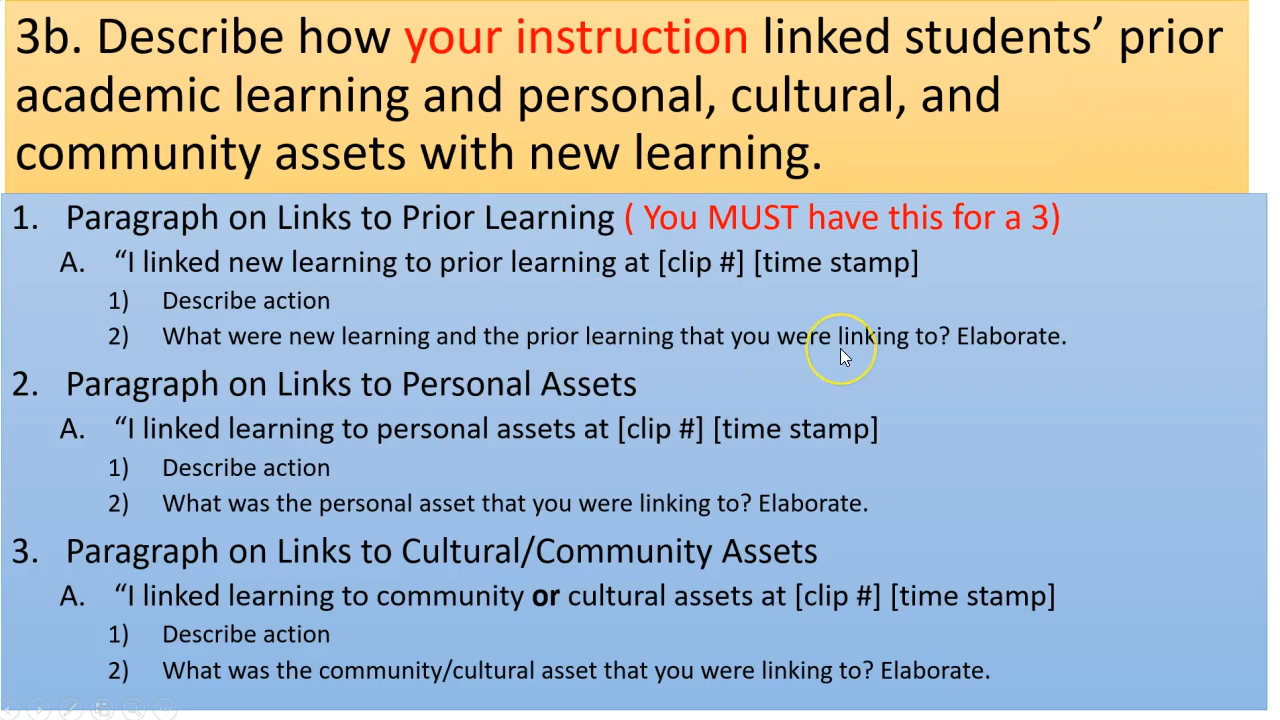 3b. Describe how your instruction linked students’ prior
academic learning and personal, cultural, and
community assets with new learning.
1. Paragraph on Links to Prior Learning ( You MUST have this for a 3)
A. “I linked new learning to prior learning at [clip #] [time stamp]
1) Describe action
2) What were new learning and the prior learning that you were linking to? Elaborate.
2. Paragraph on Links to Personal Assets
A. “I linked learning to personal assets at [clip #] [time stamp]
1) Describe action
2) What was the personal asset that you were linking to? Elaborate.
3. Paragraph on Links to Cultural/Community Assets
A. “I linked learning to community or cultural assets at [clip #] [time stamp]
1) Describe action
2) What was the community/cultural asset that you were linking to? Elaborate.